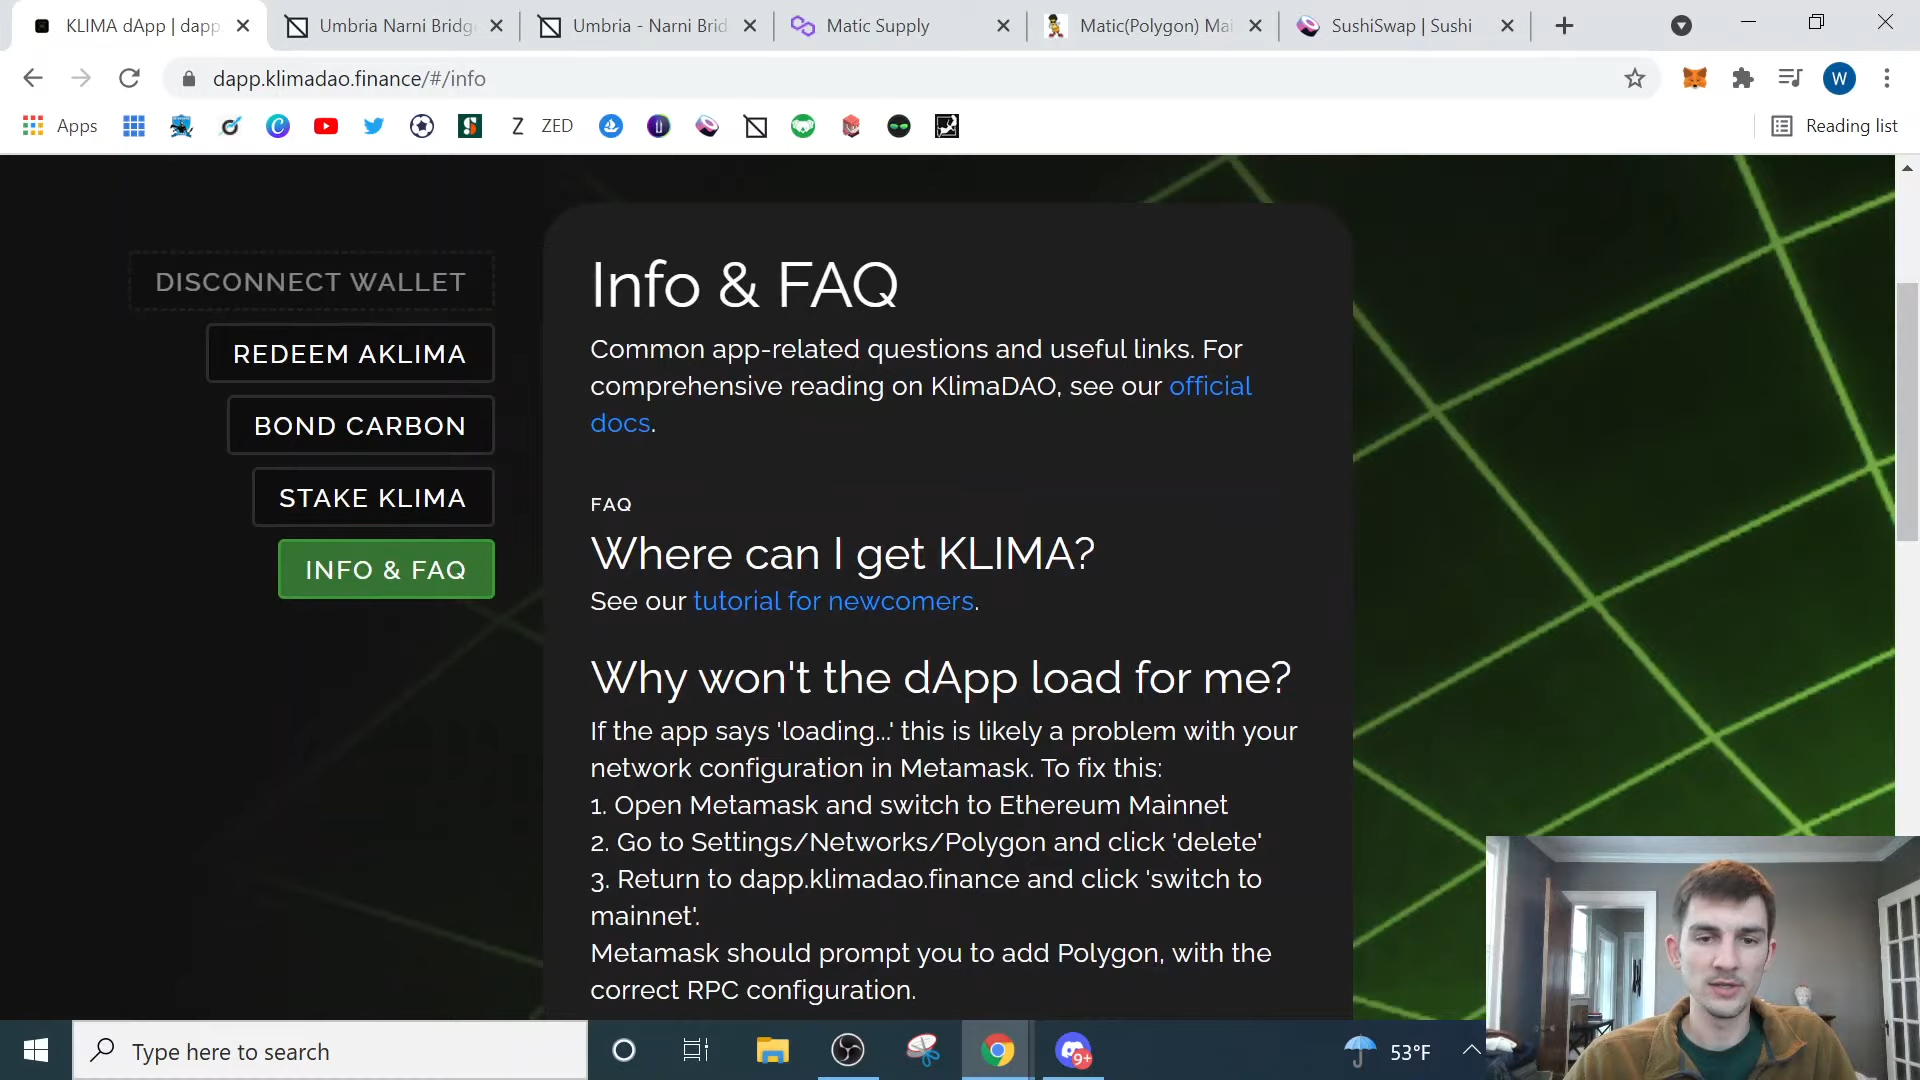 KLIMA dApp | dapp
Umbria Narni Bridg
Umbria - Narni Brid
Matic Supply
Matic(Polygon) Mai
SushiSwap | Sushi
dapp.klimadao.finance/#/info
W
Apps
Z ZED
Reading list
DISCONNECT WALLET
REDEEM AKLIMA
BOND CARBON
STAKE KLIMA
INFO & FAQ
Info & FAQ
Common app-related questions and useful links. For
comprehensive reading on KlimaDAO, see our official
docs.
FAQ
Where can I get KLIMA?
See our tutorial for newcomers.
Why won't the dApp load for me?
If the app says 'loading...' this is likely a problem with your
network configuration in Metamask. To fix this:
1. Open Metamask and switch to Ethereum Mainnet
2. Go to Settings/Networks/Polygon and click 'delete'
3. Return to dapp.klimadao.finance and click 'switch to
mainnet'.
Metamask should prompt you to add Polygon, with the
correct RPC configuration.
Type here to search
9+
53°F